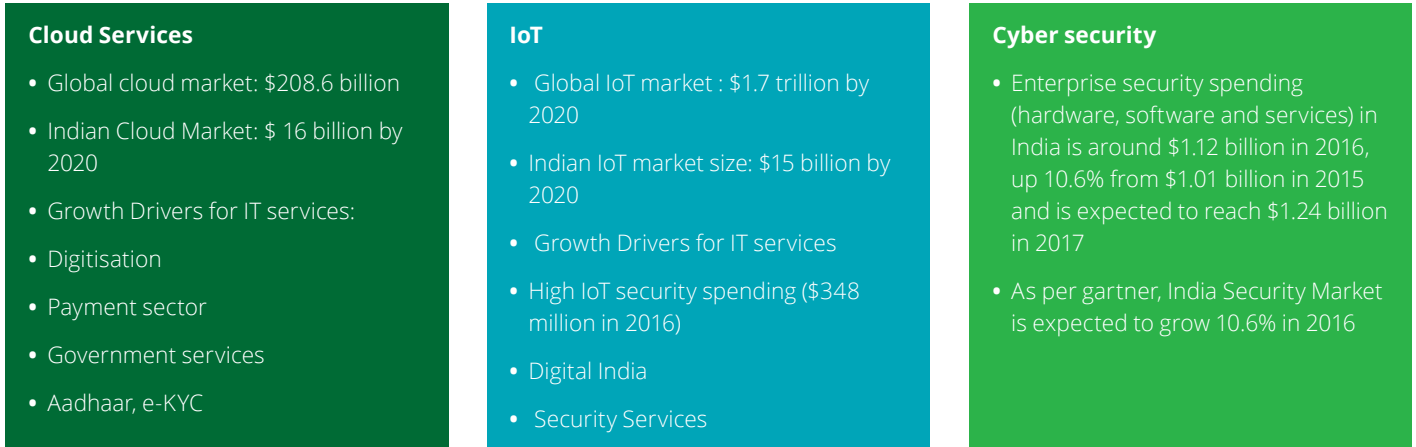 Cloud Services
• Global cloud market: $208.6 billion
• Indian Cloud Market: $ 16 billion by
2020
• Growth Drivers for IT services:
• Digitisation
• Payment sector
• Government services
• Aadhaar, e-KYC
IoT
• Global IoT market : $1.7 trillion by
2020
• Indian IoT market size: $15 billion by
2020
• Growth Drivers for IT services
• High IoT security spending ($348
million in 2016)
• Digital India
• Security Services
Cyber security
• Enterprise security spending
(hardware, software and services) in
India is around $1.12 billion in 2016,
up 10.6% from $1.01 billion in 2015
and is expected to reach $1.24 billion
in 2017
• As per gartner, India Security Market
is expected to grow 10.6% in 2016